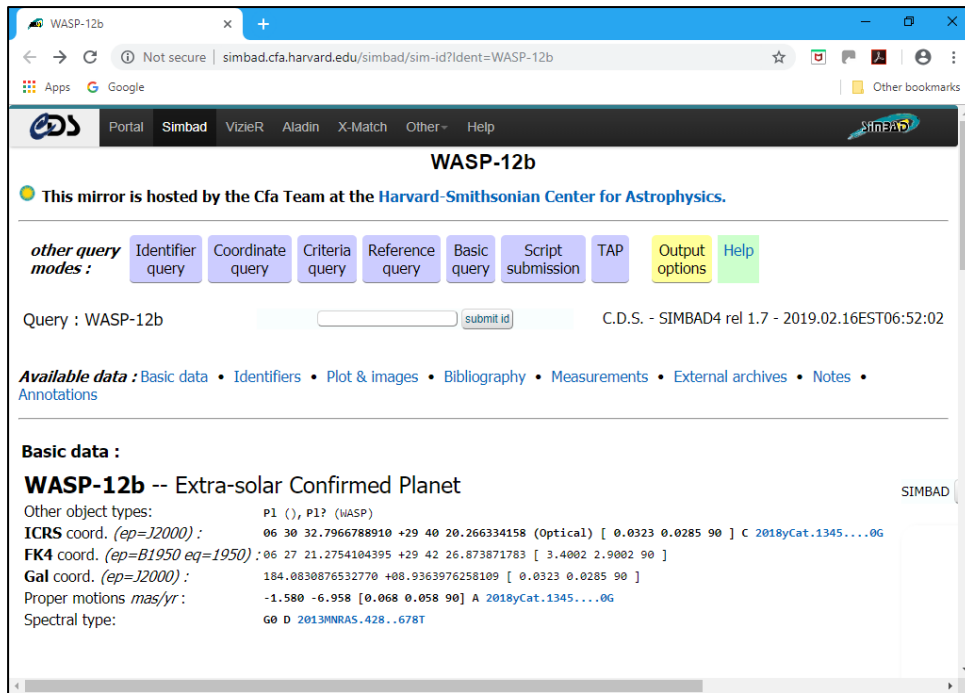 WASP-12b
Not secure | simbad.cfa.harvard.edu/simbad/sim-id?Ident=WASP-12b
Apps Google Other bookmarks
CDS Portal Simbad VizieR Aladin X-Match Other Help SIMBAD
WASP-12b
This mirror is hosted by the Cfa Team at the Harvard-Smithsonian Center for Astrophysics.
other query modes :
Identifier query
Coordinate query
Criteria query
Reference query
Basic query
Script submission
TAP
Output options
Help
Query : WASP-12b submit id C.D.S. - SIMBAD4 rel 1.7 - 2019.02.16EST06:52:02
Available data : Basic data • Identifiers • Plot & images • Bibliography • Measurements • External archives • Notes •
Annotations
Basic data :
WASP-12b -- Extra-solar Confirmed Planet
SIMBAD
Other object types: Pl (), Pl? (WASP)
ICRS coord. (ep=J2000) : 06 30 32.7966788910 +29 40 20.266334158 (Optical) [ 0.0323 0.0285 90 ] C 2018yCat.1345....0G
FK4 coord. (ep=B1950 eq=1950) : 06 27 21.2754104395 +29 42 26.873871783 [ 3.4002 2.9002 90 ]
Gal coord. (ep=J2000) : 184.0830876532770 +08.9363976258109 [ 0.0323 0.0285 90 ]
Proper motions mas/yr : -1.580 -6.958 [0.068 0.058 90] A 2018yCat.1345....0G
Spectral type: G0 D 2013MNRAS.428..678T